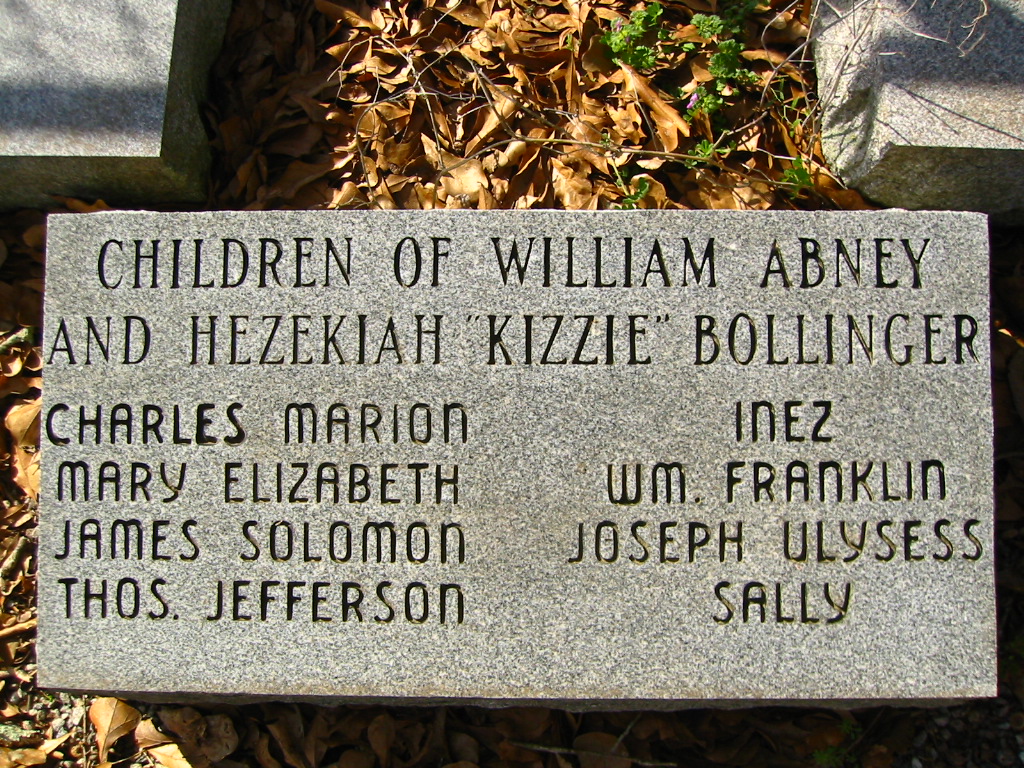 CHILDREN OF WILLIAM ABNEY
AND HEZEKIAH "KIZZIE" BOLLINGER
CHARLES MARION
MARY ELIZABETH
JAMES SOLOMON
THOS. JEFFERSON
INEZ
WM. FRANKLIN
JOSEPH ULYSESS
SALLY